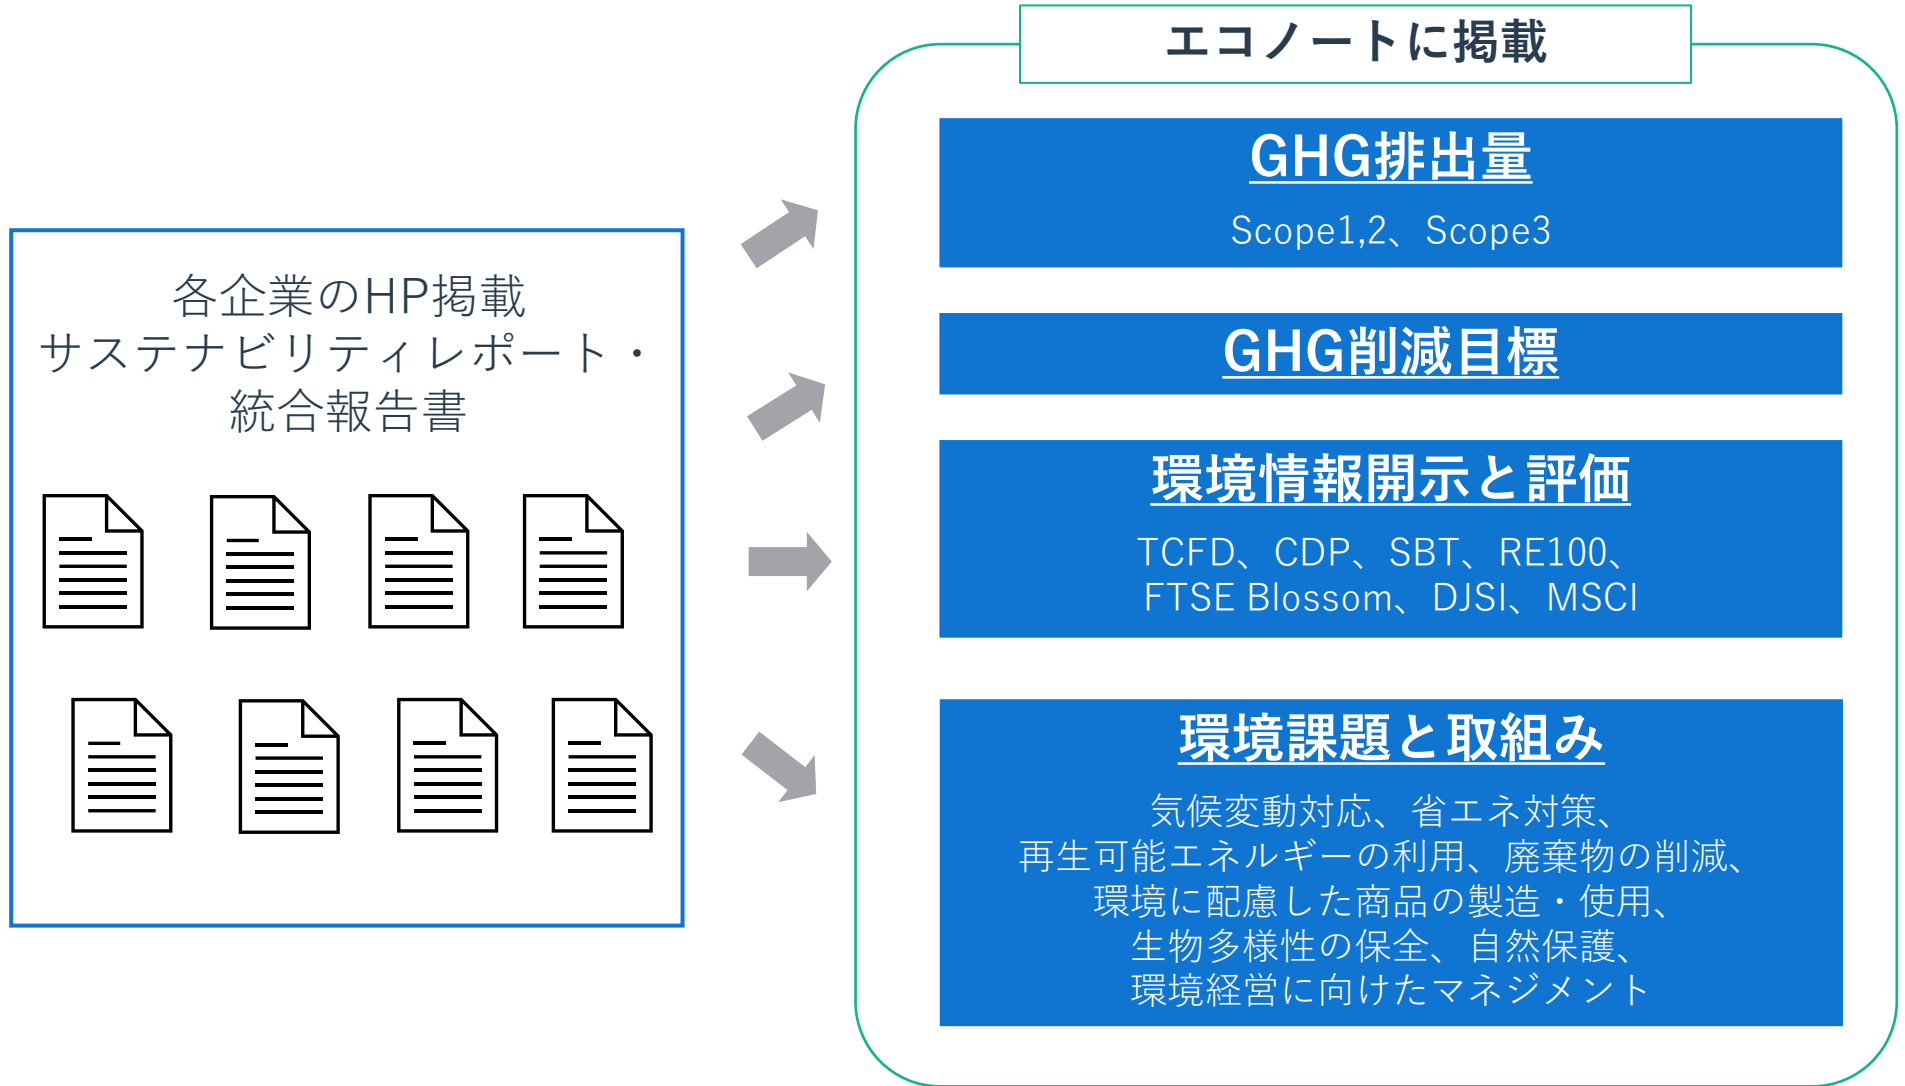 エコノートに掲載
各企業のHP掲載
サステナビリティレポート・
統合報告書
GHG排出量
Scope1,2、Scope3
GHG削減目標
環境情報開示と評価
TCFD、CDP、SBT、RE100、
FTSE Blossom、DJSI、MSCI
環境課題と取組み
気候変動対応、省エネ対策、
再生可能エネルギーの利用、廃棄物の削減、
環境に配慮した商品の製造・使用、
生物多様性の保全、自然保護、
環境経営に向けたマネジメント